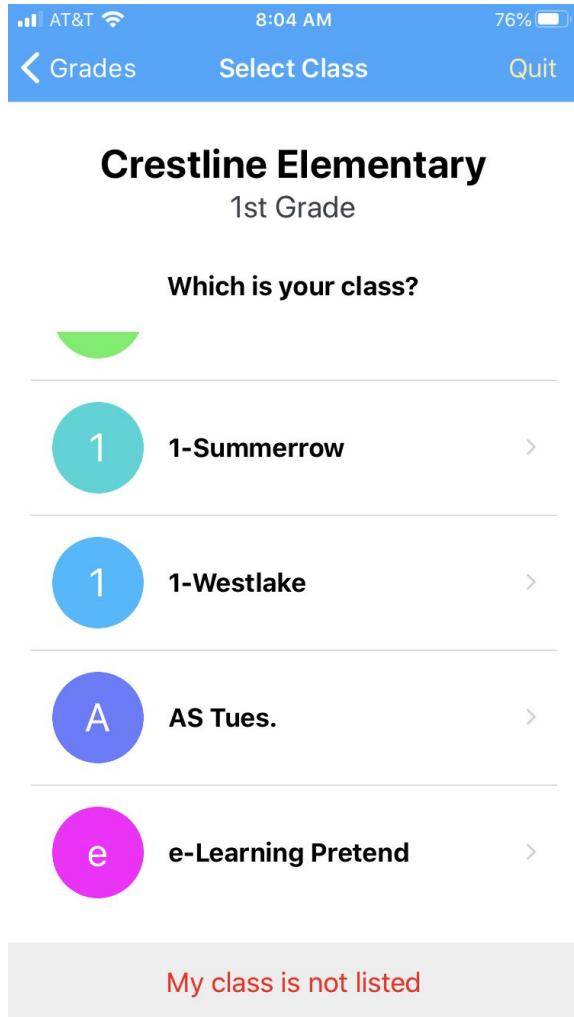 AT&T 8:04 AM 76%
Grades Select Class Quit
Crestline Elementary
1st Grade
Which is your class?
1 1-Summerrow
1 1-Westlake
A AS Tues.
e e-Learning Pretend
My class is not listed